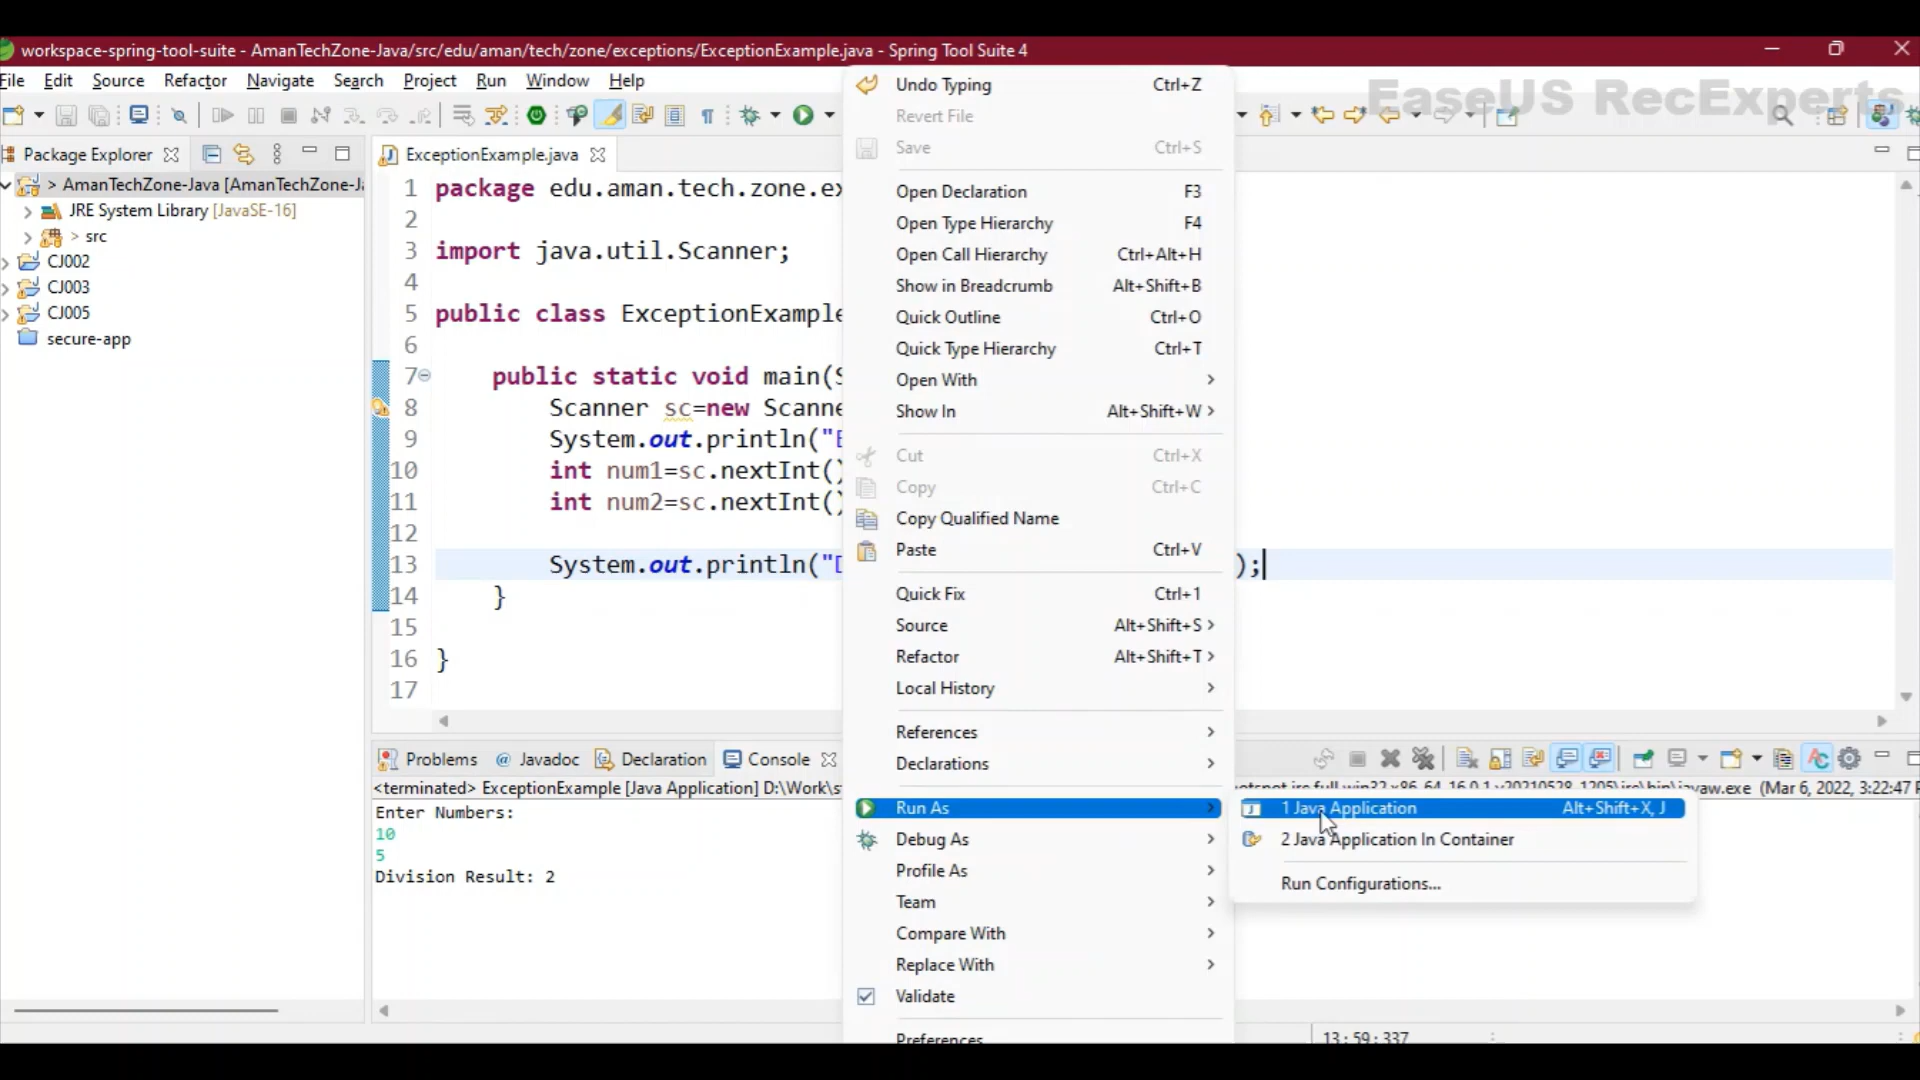 workspace-spring-tool-suite - AmanTechZone-Java/src/edu/aman/tech/zone/exceptions/ExceptionExample.java - Spring Tool Suite 4
File Edit Source Refactor Navigate Search Project Run Window Help
EaseUS RecExperts
Package Explorer
> AmanTechZone-Java [AmanTechZone-J
JRE System Library [JavaSE-16]
> src
CJ002
CJ003
CJ005
secure-app
ExceptionExample.java
1 package edu.aman.tech.zone.ex
2
3 import java.util.Scanner;
4
5 public class ExceptionExample
6
7 public static void main(S
8 Scanner sc=new Scanne
9 System.out.println("E
10 int num1=sc.nextInt()
11 int num2=sc.nextInt()
12
13 System.out.println("D );
14 }
15
16 }
17
Undo Typing Ctrl+Z
Revert File
Save Ctrl+S
Open Declaration F3
Open Type Hierarchy F4
Open Call Hierarchy Ctrl+Alt+H
Show in Breadcrumb Alt+Shift+B
Quick Outline Ctrl+O
Quick Type Hierarchy Ctrl+T
Open With
Show In Alt+Shift+W
Cut Ctrl+X
Copy Ctrl+C
Copy Qualified Name
Paste Ctrl+V
Quick Fix Ctrl+1
Source Alt+Shift+S
Refactor Alt+Shift+T
Local History
References
Declarations
Run As
Debug As
Profile As
Team
Compare With
Replace With
Validate
Preferences
1 Java Application Alt+Shift+X, J
2 Java Application In Container
Run Configurations...
Problems @ Javadoc Declaration Console
<terminated> ExceptionExample [Java Application] D:\Work\s
otspot.jre.full.win32.x86_64_16.0.1.v20210528-1205\jre\bin\javaw.exe (Mar 6, 2022, 3:22:47 P
Enter Numbers:
10
5
Division Result: 2
13 : 59 : 337